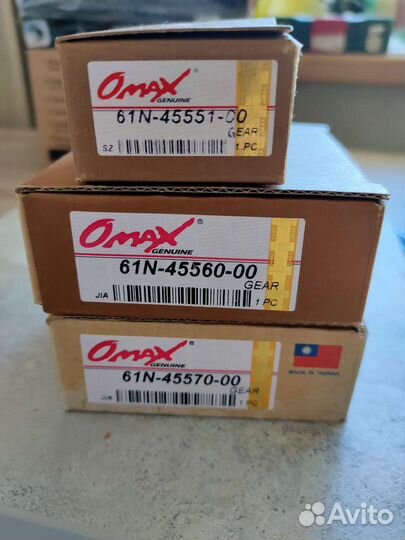 OMAX®
GENUINE
61N-45551-00
GEAR
SZ 1 PC
OMAX®
GENUINE
61N-45560-00
GEAR
JIA 1 PC
OMAX®
GENUINE
61N-45570-00
GEAR
JIA 1 PC
MADE IN TAIWAN
Avito